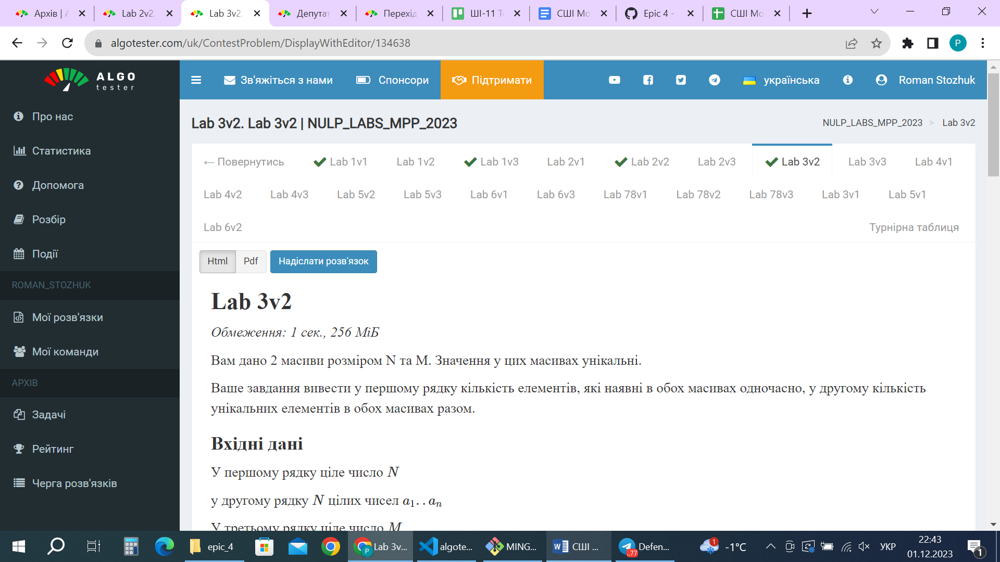 Архів | A
Lab 2v2.
Lab 3v2.
Депутат
Перехід
ШІ-11 Te
СШІ Мо
Epic 4 -
СШІ Мо
algotester.com/uk/ContestProblem/DisplayWithEditor/134638
P
ALGO
tester
Зв'яжіться з нами
Спонсори
Підтримати
українська
Roman Stozhuk
Про нас
Статистика
Допомога
Розбір
Події
ROMAN_STOZHUK
Мої розв'язки
Мої команди
АРХІВ
Задачі
Рейтинг
Черга розв'язків
Lab 3v2. Lab 3v2 | NULP_LABS_MPP_2023
NULP_LABS_MPP_2023 > Lab 3v2
← Повернутись Lab 1v1 Lab 1v2 Lab 1v3 Lab 2v1 Lab 2v2 Lab 2v3 Lab 3v2 Lab 3v3 Lab 4v1
Lab 4v2 Lab 4v3 Lab 5v2 Lab 5v3 Lab 6v1 Lab 6v3 Lab 78v1 Lab 78v2 Lab 78v3 Lab 3v1 Lab 5v1
Lab 6v2 Турнірна таблиця
Html Pdf Надіслати розв'язок
Lab 3v2
Обмеження: 1 сек., 256 МіБ
Вам дано 2 масиви розміром N та M. Значення у цих масивах унікальні.
Ваше завдання вивести у першому рядку кількість елементів, які наявні в обох масивах одночасно, у другому кількість
унікальних елементів в обох масивах разом.
Вхідні дані
У першому рядку ціле число N
у другому рядку N цілих чисел a₁..aₙ
У третьому рядку ціле число M
epic_4
P
Lab 3v...
algote...
MING...
СШІ ...
Defen...
..77
1
-1°C
УКР
22:43
01.12.2023
1